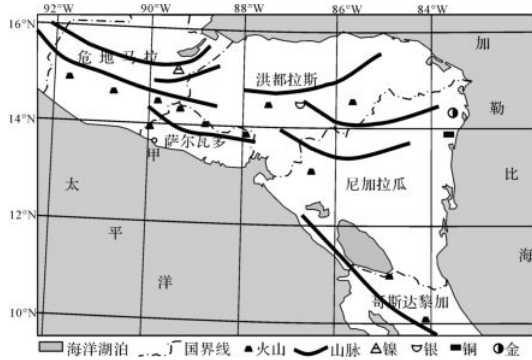 92°W 90°W 88°W 86°W 84°W
16°N
14°N
12°N
10°N
危地马拉
洪都拉斯
加勒比海
萨尔瓦多
甲
尼加拉瓜
太平洋
哥斯达黎加
海洋湖泊 国界线 火山 山脉 镍 银 铜 金